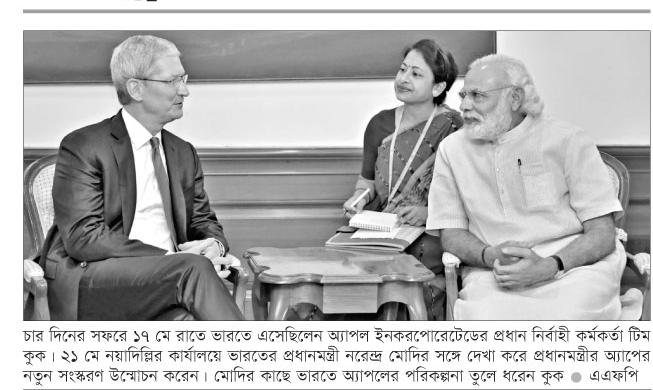 চার দিনের সফরে ১৭ মে রাতে ভারতে এসেছিলেন অ্যাপল ইনকরপোরেটেডের প্রধান নির্বাহী কর্মকর্তা টিম
কুক। ২১ মে নয়াদিল্লির কার্যালয়ে ভারতের প্রধানমন্ত্রী নরেন্দ্র মোদির সঙ্গে দেখা করে প্রধানমন্ত্রীর অ্যাপের
নতুন সংস্করণ উন্মোচন করেন। মোদির কাছে ভারতে অ্যাপলের পরিকল্পনা তুলে ধরেন কুক ● এএফপি